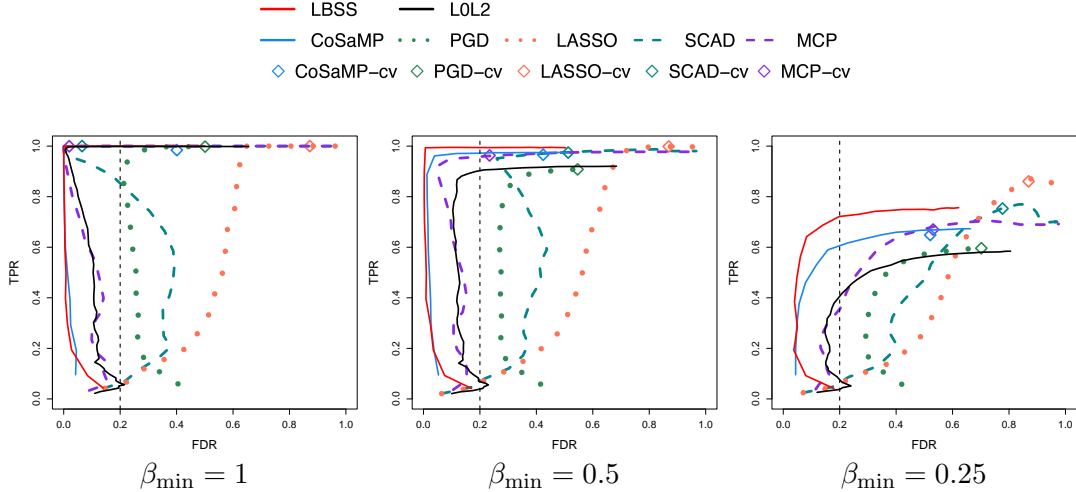 LBSS L0L2
CoSaMP PGD LASSO SCAD MCP
CoSaMP−cv PGD−cv LASSO−cv SCAD−cv MCP−cv
TPR
1.0
0.8
0.6
0.4
0.2
0.0
0.0 0.2 0.4 0.6 0.8 1.0
FDR
β_min = 1
TPR
1.0
0.8
0.6
0.4
0.2
0.0
0.0 0.2 0.4 0.6 0.8 1.0
FDR
β_min = 0.5
TPR
1.0
0.8
0.6
0.4
0.2
0.0
0.0 0.2 0.4 0.6 0.8 1.0
FDR
β_min = 0.25